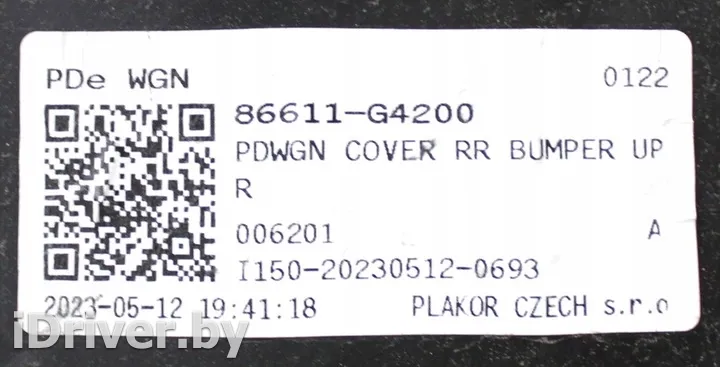 PDe WGN 0122
86611-G4200
PDWGN COVER RR BUMPER UP
R
006201 A
I150-20230512-0693
2023-05-12 19:41:18 PLAKOR CZECH s.r.o
iDriver.by